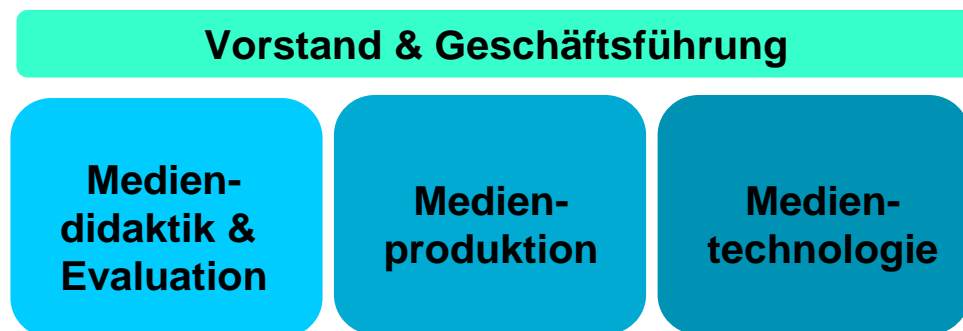 Vorstand & Geschäftsführung
Medien-
didaktik &
Evaluation
Medien-
produktion
Medien-
technologie